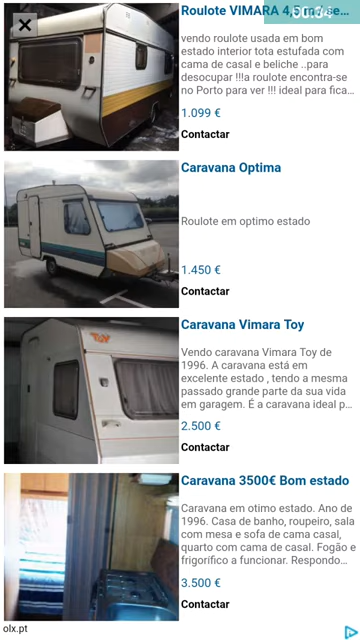 Roulote VIMARA 4,5
vendo roulote usada em bom
estado interior tota estufada com
cama de casal e beliche ..para
desocupar !!!a roulote encontra-se
no Porto para ver !!! ideal para fica...
1.099 €
Contactar
Caravana Optima
Roulote em optimo estado
1.450 €
Contactar
Caravana Vimara Toy
TOY
Vendo caravana Vimara Toy de
1996. A caravana está em
excelente estado , tendo a mesma
passado grande parte da sua vida
em garagem. É a caravana ideal p...
2.500 €
Contactar
Caravana 3500€ Bom estado
Caravana em otimo estado. Ano de
1996. Casa de banho, roupeiro, sala
com mesa e sofa de cama casal,
quarto com cama de casal. Fogão e
frigorífico a funcionar. Respondo...
3.500 €
Contactar
olx.pt